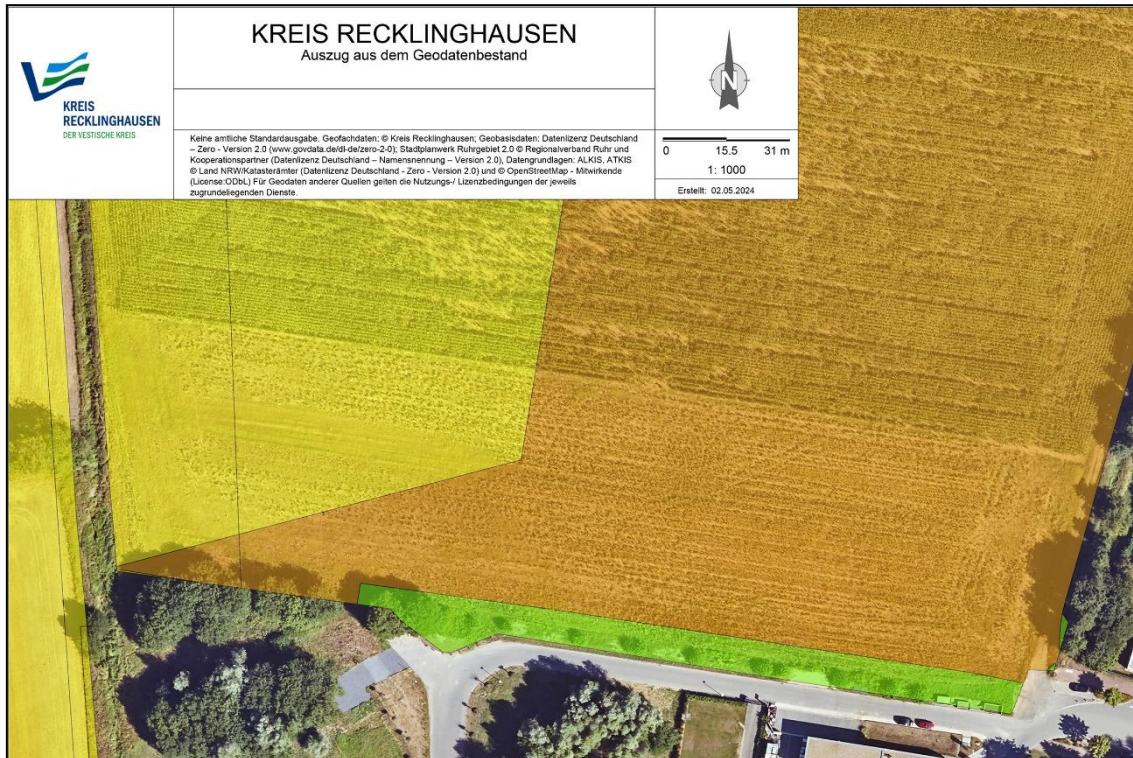 KREIS RECKLINGHAUSEN
Auszug aus dem Geodatenbestand
KREIS
RECKLINGHAUSEN
DER VESTISCHE KREIS
Keine amtliche Standardausgabe. Geofachdaten: © Kreis Recklinghausen; Geobasisdaten: Datenlizenz Deutschland
– Zero - Version 2.0 (www.govdata.de/dl-de/zero-2-0); Stadtplanwerk Ruhrgebiet 2.0 © Regionalverband Ruhr und
Kooperationspartner (Datenlizenz Deutschland – Namensnennung – Version 2.0), Datengrundlagen: ALKIS, ATKIS
© Land NRW/Katasterämter (Datenlizenz Deutschland - Zero - Version 2.0) und © OpenStreetMap - Mitwirkende
(License:ODbL) Für Geodaten anderer Quellen gelten die Nutzungs-/ Lizenzbedingungen der jeweils
zugrundeliegenden Dienste.
N
0 15.5 31 m
1: 1000
Erstellt: 02.05.2024